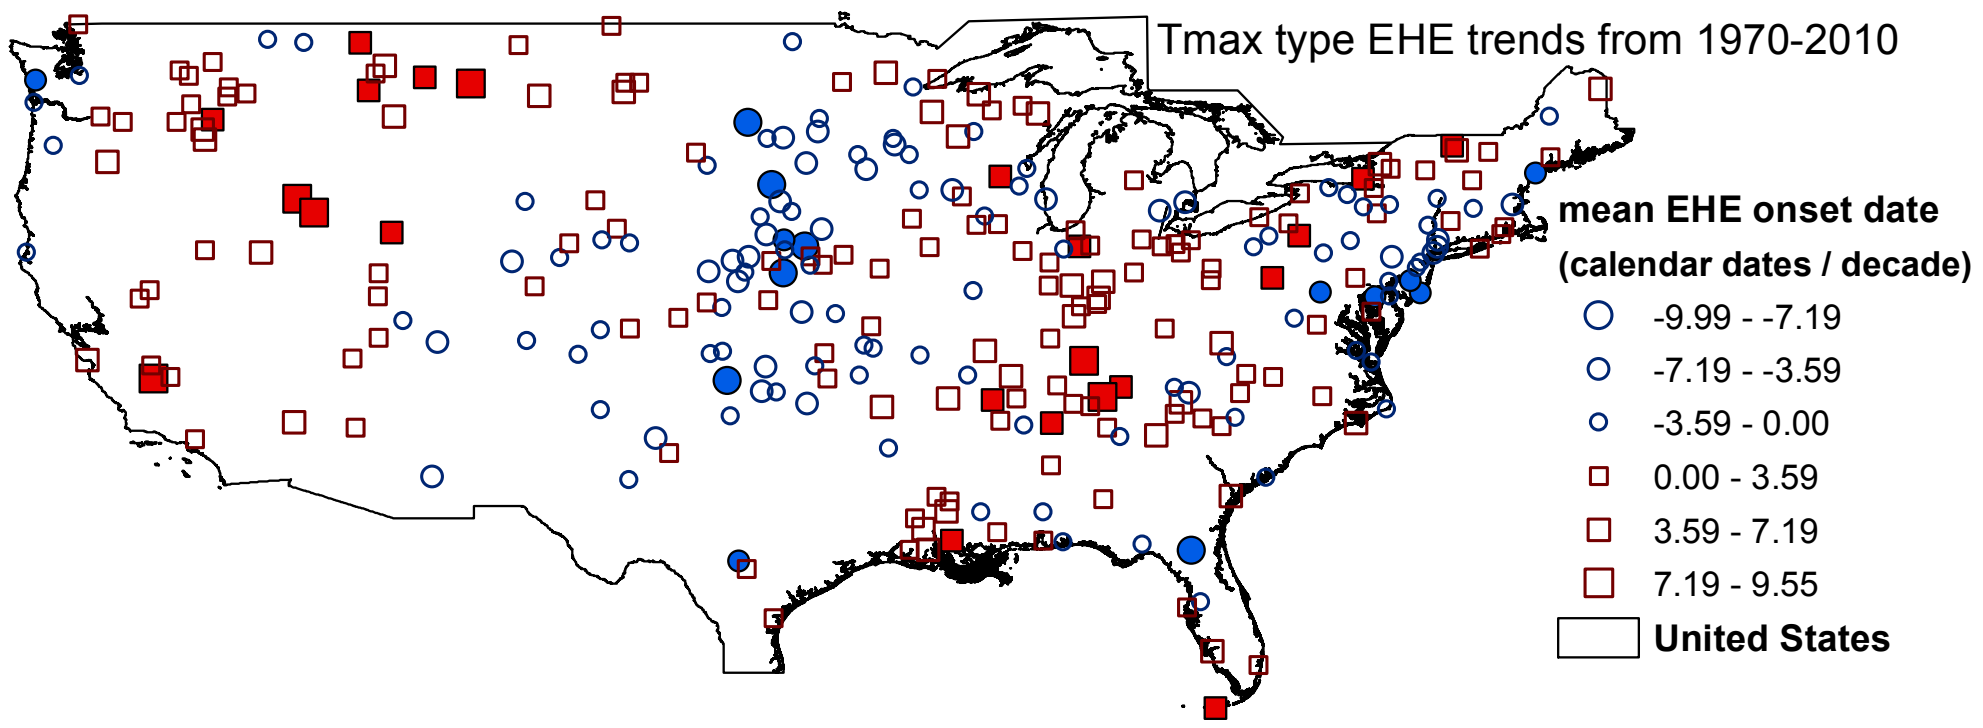 Tmax type EHE trends from 1970-2010
mean EHE onset date
(calendar dates / decade)
-9.99 - -7.19
-7.19 - -3.59
-3.59 - 0.00
0.00 - 3.59
3.59 - 7.19
7.19 - 9.55
United States